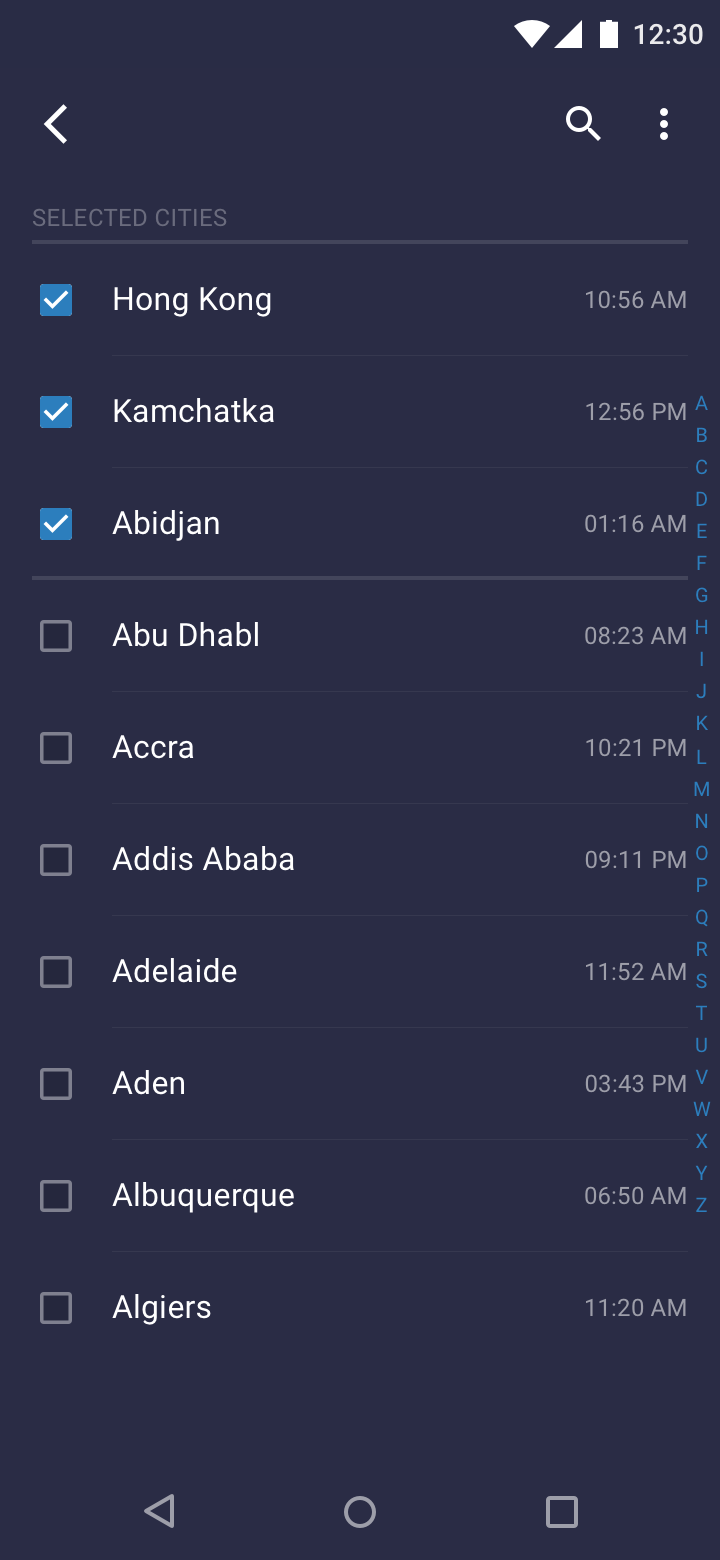 12:30
SELECTED CITIES
Hong Kong 10:56 AM
Kamchatka 12:56 PM
Abidjan 01:16 AM
Abu Dhabl 08:23 AM
Accra 10:21 PM
Addis Ababa 09:11 PM
Adelaide 11:52 AM
Aden 03:43 PM
Albuquerque 06:50 AM
Algiers 11:20 AM
A
B
C
D
E
F
G
H
I
J
K
L
M
N
O
P
Q
R
S
T
U
V
W
X
Y
Z